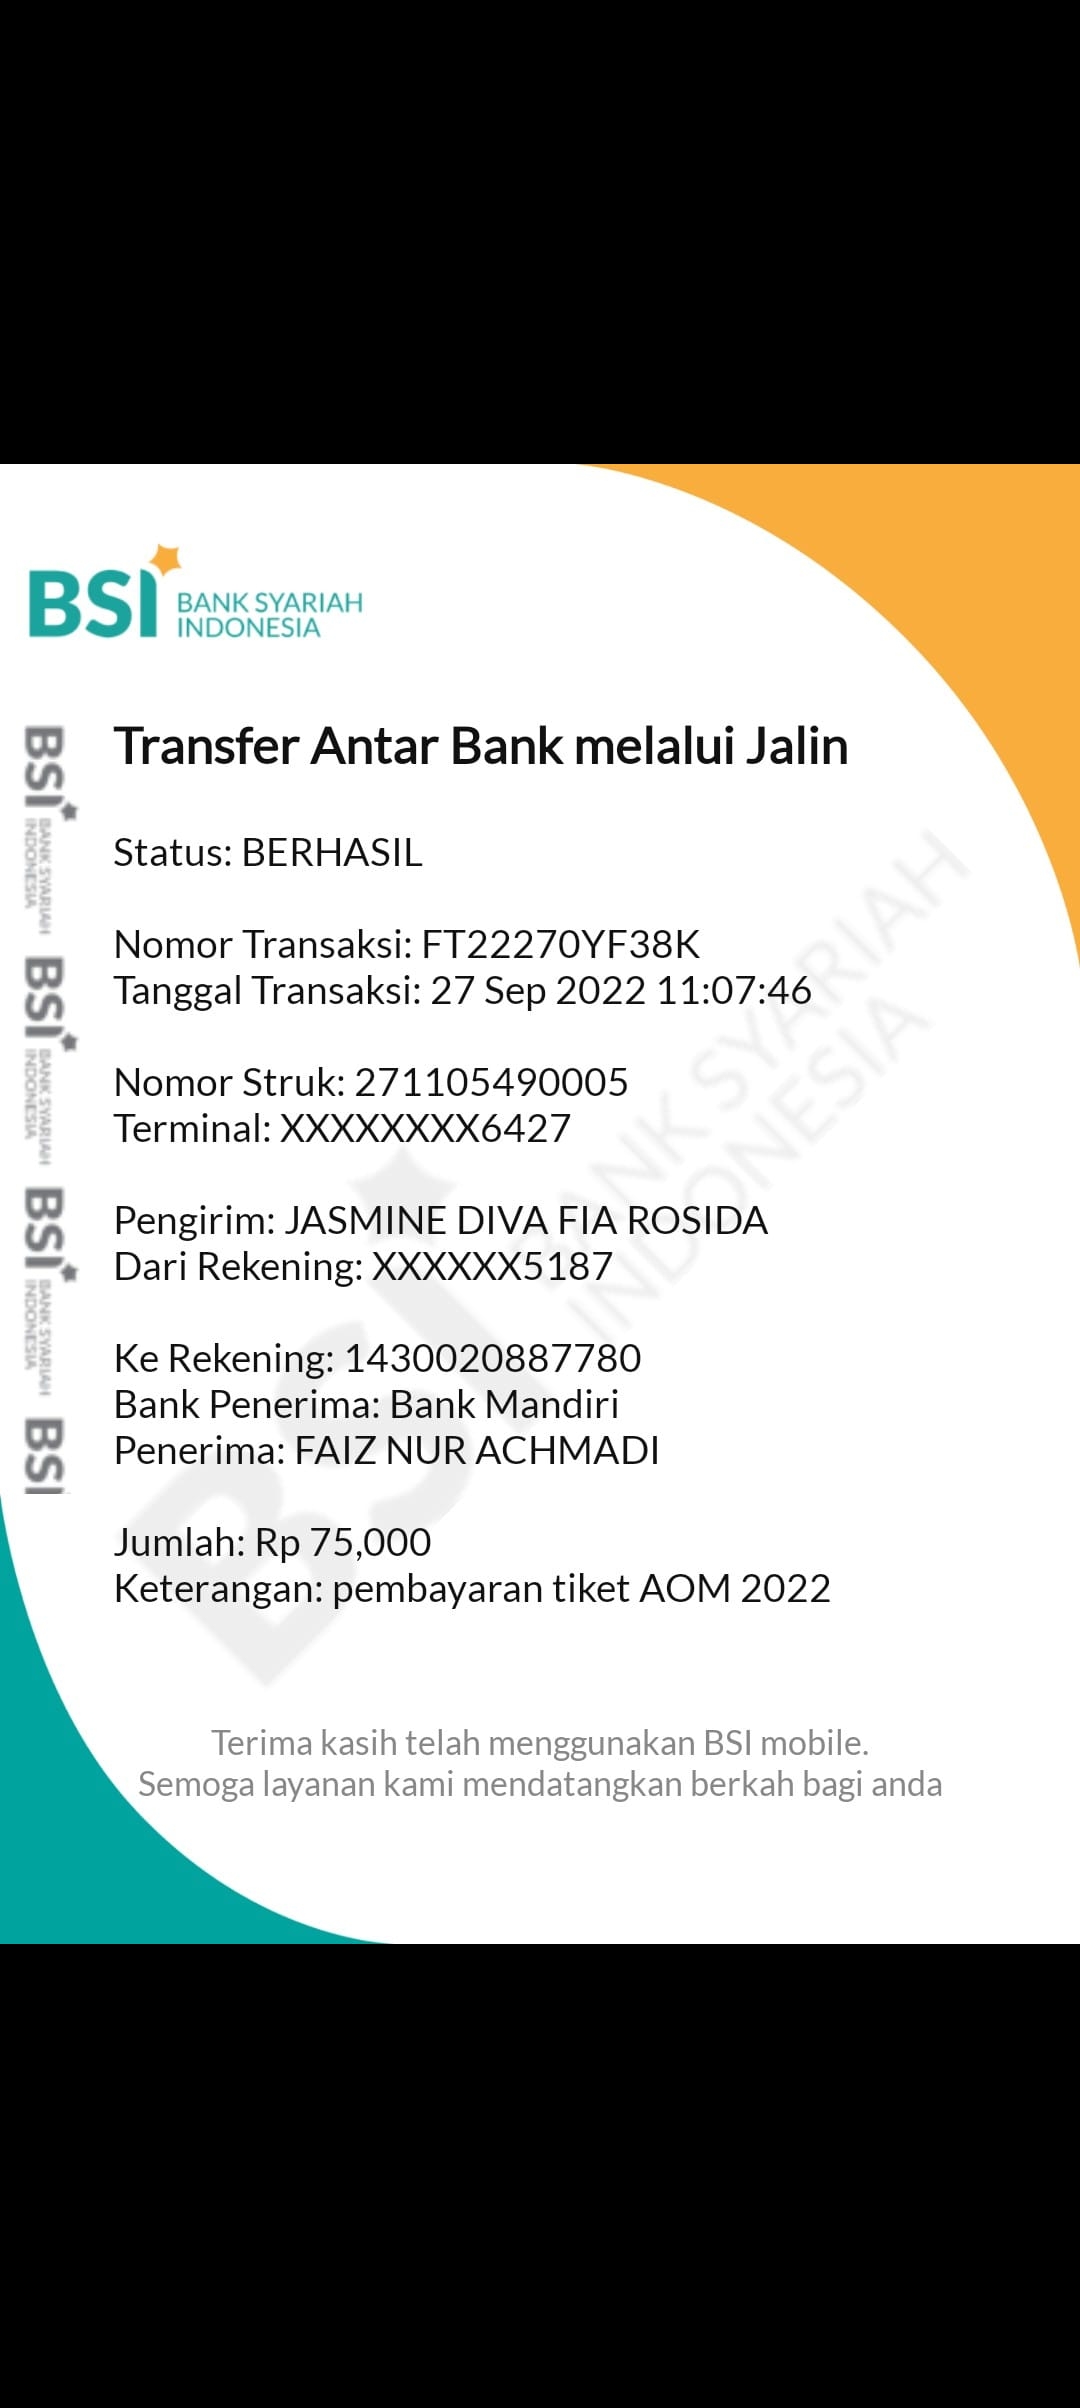 BSI BANK SYARIAH
INDONESIA
Transfer Antar Bank melalui Jalin
Status: BERHASIL
Nomor Transaksi: FT22270YF38K
Tanggal Transaksi: 27 Sep 2022 11:07:46
Nomor Struk: 271105490005
Terminal: XXXXXXXX6427
Pengirim: JASMINE DIVA FIA ROSIDA
Dari Rekening: XXXXXX5187
Ke Rekening: 1430020887780
Bank Penerima: Bank Mandiri
Penerima: FAIZ NUR ACHMADI
Jumlah: Rp 75,000
Keterangan: pembayaran tiket AOM 2022
Terima kasih telah menggunakan BSI mobile.
Semoga layanan kami mendatangkan berkah bagi anda
BSI BANK SYARIAH
INDONESIA
BSI BANK SYARIAH
INDONESIA
BSI BANK SYARIAH
INDONESIA
BSI
BSI BANK SYARIAH
INDONESIA